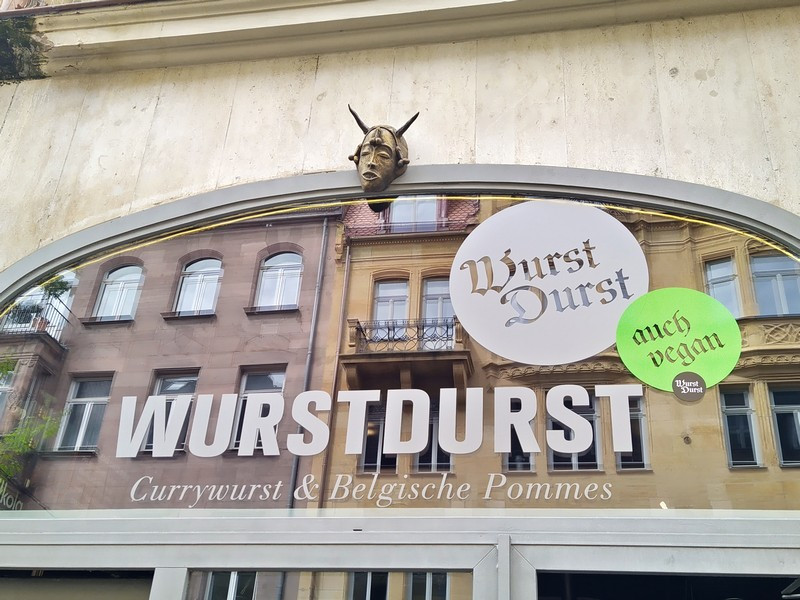 Wurst
Durst
auch
vegan
Wurst
Durst
WURSTDURST
Currywurst & Belgische Pommes